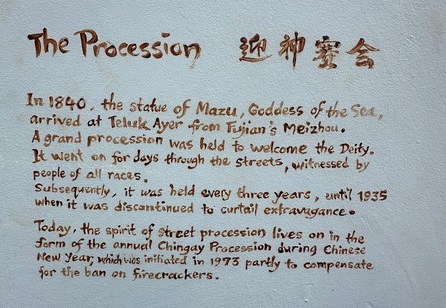 The Procession 迎神赛会
In 1840, the statue of Mazu, Goddess of the Sea,
arrived at Teluk Ayer from Fujian's Meizhou.
A grand procession was held to welcome the Deity.
It went on for days through the streets, witnessed by
people of all races.
Subsequently, it was held every three years, until 1935
when it was discontinued to curtail extravagance.
Today, the spirit of street procession lives on in the
form of the annual Chingay Procession during Chinese
New Year, which was initiated in 1973 partly to compensate
for the ban on firecrackers.